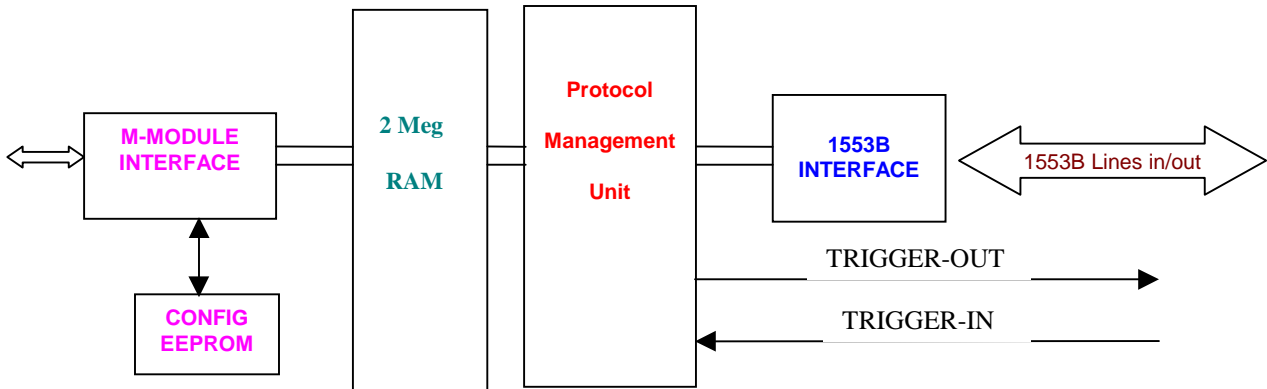 M-MODULE
INTERFACE
CONFIG
EEPROM
2 Meg
RAM
Protocol
Management
Unit
1553B
INTERFACE
1553B Lines in/out
TRIGGER-OUT
TRIGGER-IN